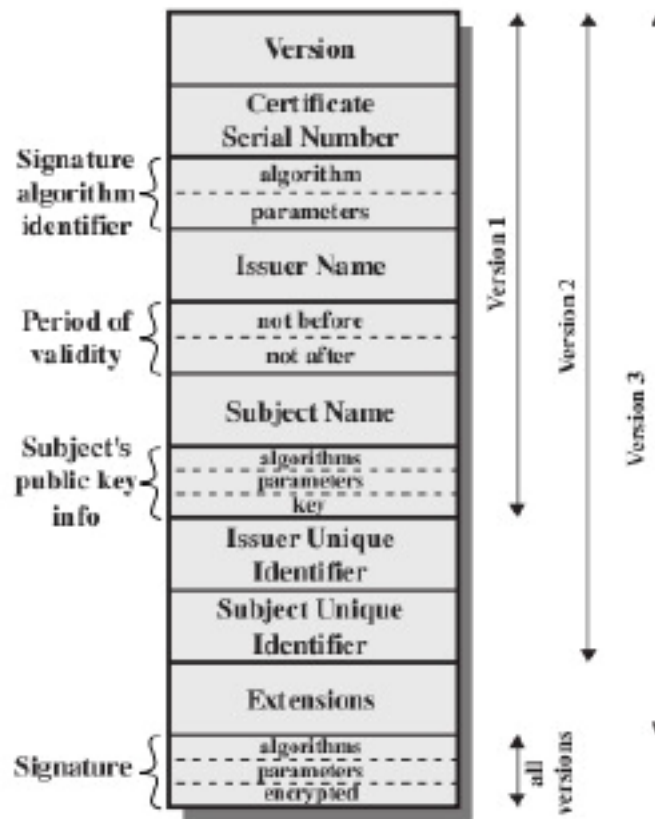 Version
Certificate
Serial Number
Signature
algorithm
identifier
algorithm
parameters
Issuer Name
Period of
validity
not before
not after
Subject Name
Subject's
public key
info
algorithms
parameters
key
Issuer Unique
Identifier
Subject Unique
Identifier
Extensions
Signature
algorithms
parameters
encrypted
Version 1
Version 2
Version 3
all
versions